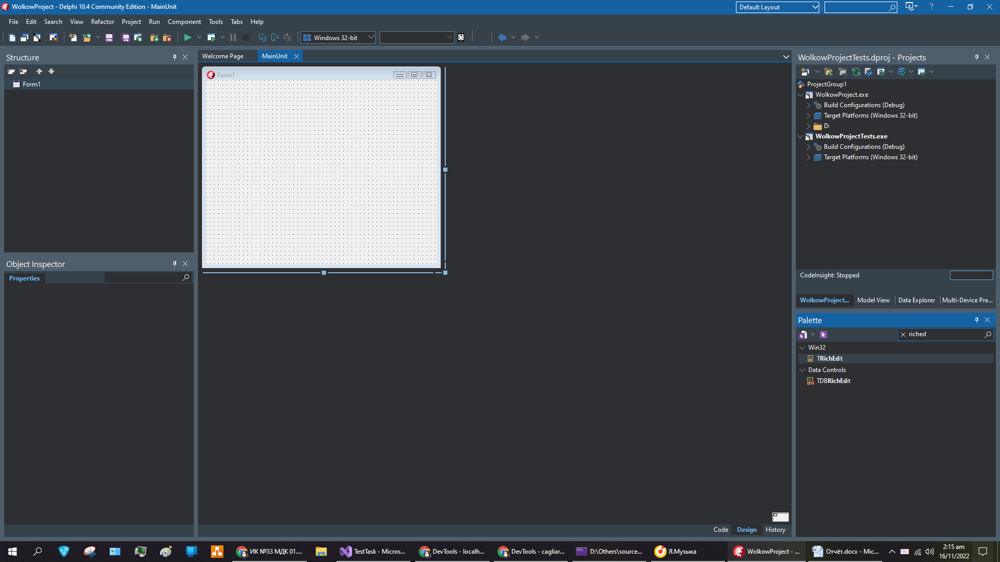 WolkowProject - Delphi 10.4 Community Edition - MainUnit
Default Layout
?
File Edit Search View Refactor Project Run Component Tools Tabs Help
Windows 32-bit
Structure
Form1
Object Inspector
Properties
Welcome Page MainUnit
Form1
Code Design History
WolkowProjectTests.dproj - Projects
ProjectGroup1
WolkowProject.exe
Build Configurations (Debug)
Target Platforms (Windows 32-bit)
D:
WolkowProjectTests.exe
Build Configurations (Debug)
Target Platforms (Windows 32-bit)
CodeInsight: Stopped
WolkowProject... Model View Data Explorer Multi-Device Pre...
Palette
riched
Win32
TRichEdit
Data Controls
TDBRichEdit
ИК №33 МДК 01.... TestTask - Micros... DevTools - localh... DevTools - cagliar... D:\Others\source... Я.Музыка WolkowProject - ... Отчёт.docx - Mic...
2:15 am
16/11/2022